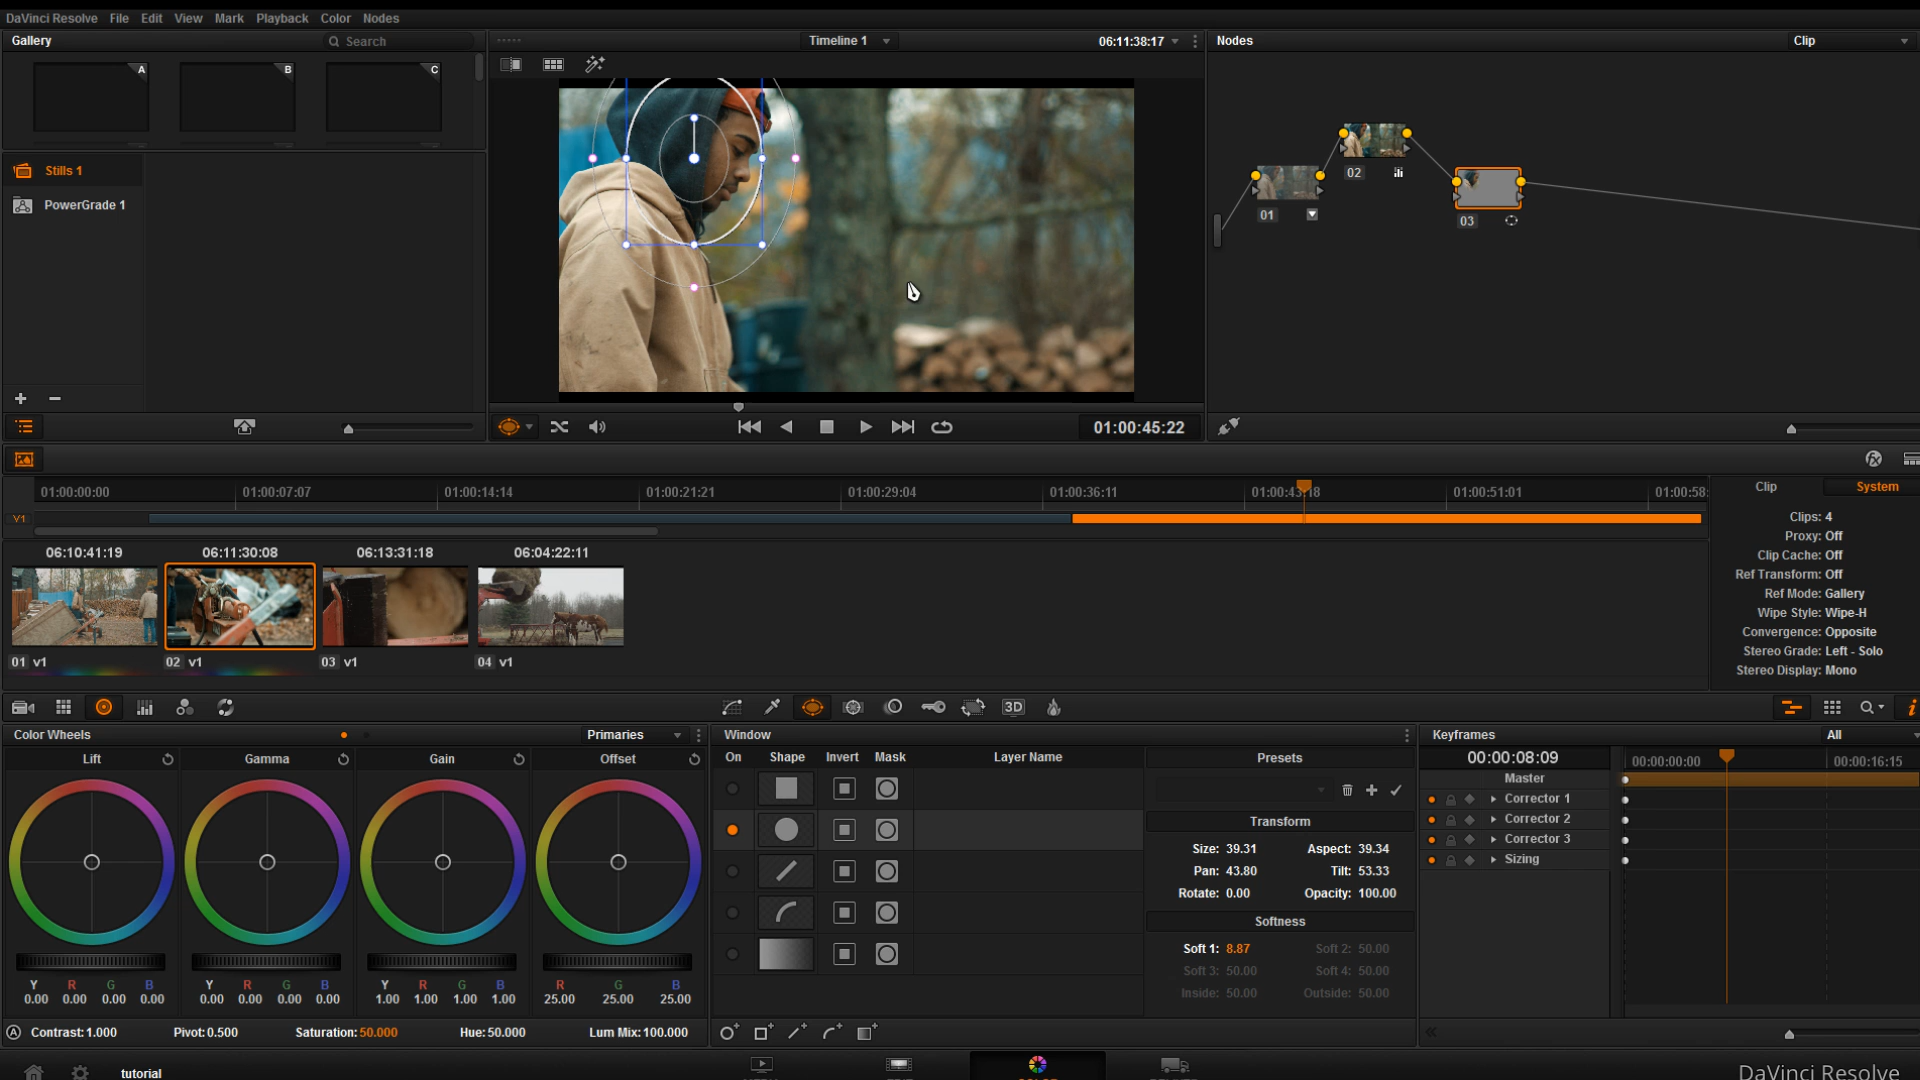 DaVinci Resolve File Edit View Mark Playback Color Nodes
Gallery Search
Timeline 1 06:11:38:17
Nodes Clip
A B C
Stills 1
PowerGrade 1
01 02 03
01:00:45:22
01:00:00:00 01:00:07:07 01:00:14:14 01:00:21:21 01:00:29:04 01:00:36:11 01:00:43:18 01:00:51:01 01:00:58:
V1
Clip System
Clips: 4
Proxy: Off
Clip Cache: Off
Ref Transform: Off
Ref Mode: Gallery
Wipe Style: Wipe-H
Convergence: Opposite
Stereo Grade: Left - Solo
Stereo Display: Mono
06:10:41:19 06:11:30:08 06:13:31:18 06:04:22:11
01 v1 02 v1 03 v1 04 v1
3D
Color Wheels Primaries
Lift Gamma Gain Offset
Y R G B Y R G B Y R G B R G B
0.00 0.00 0.00 0.00 0.00 0.00 0.00 0.00 1.00 1.00 1.00 1.00 25.00 25.00 25.00
A Contrast:1.000 Pivot:0.500 Saturation:50.000 Hue:50.000 Lum Mix:100.000
Window
On Shape Invert Mask Layer Name
Presets
Transform
Size: 39.31 Aspect: 39.34
Pan: 43.80 Tilt: 53.33
Rotate: 0.00 Opacity: 100.00
Softness
Soft 1: 8.87 Soft 2: 50.00
Soft 3: 50.00 Soft 4: 50.00
Inside: 50.00 Outside: 50.00
Keyframes All
00:00:08:09 00:00:00:00 00:00:16:15
Master
Corrector 1
Corrector 2
Corrector 3
Sizing
tutorial
DaVinci Resolve